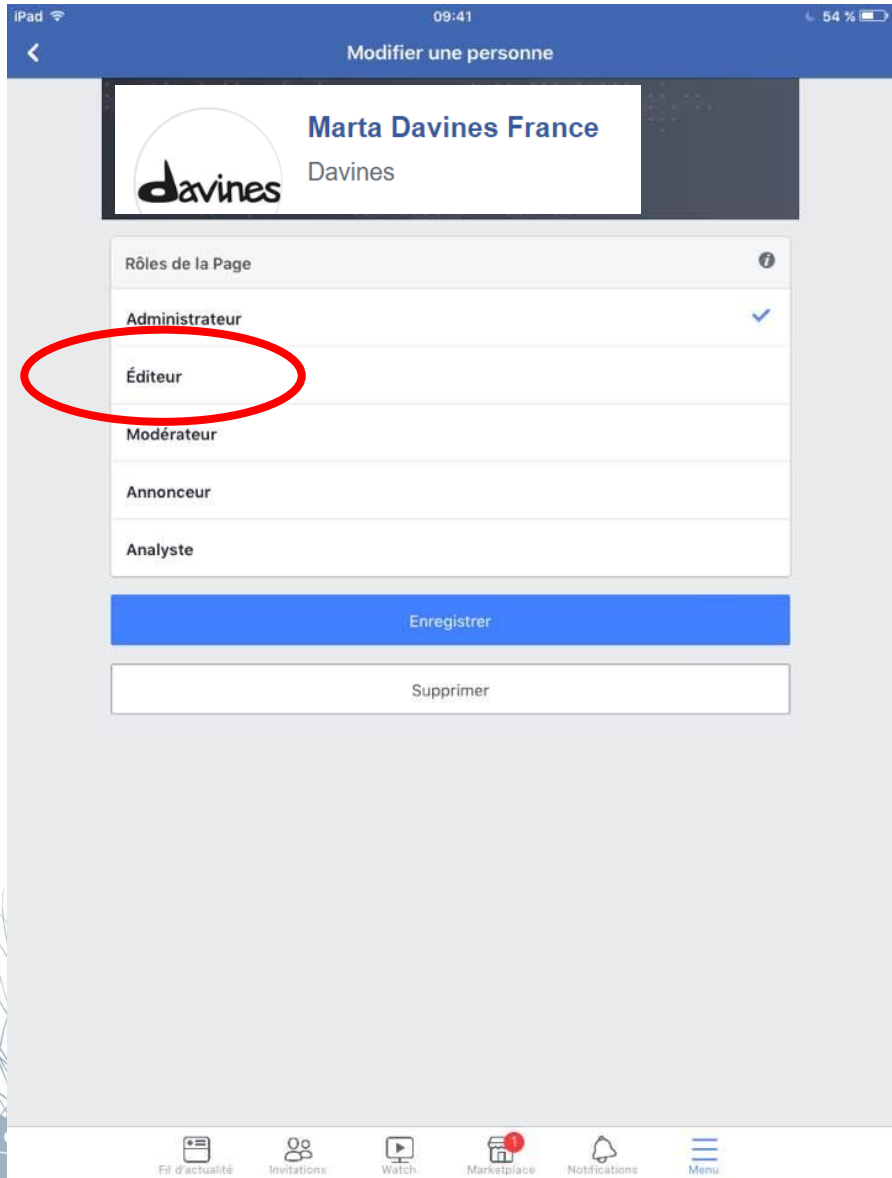 iPad 09:41 54 %
Modifier une personne
Marta Davines France
davines
Davines
Rôles de la Page
Administrateur
Éditeur
Modérateur
Annonceur
Analyste
Enregistrer
Supprimer
1
Fil d'actualité Invitations Watch Marketplace Notifications Menu